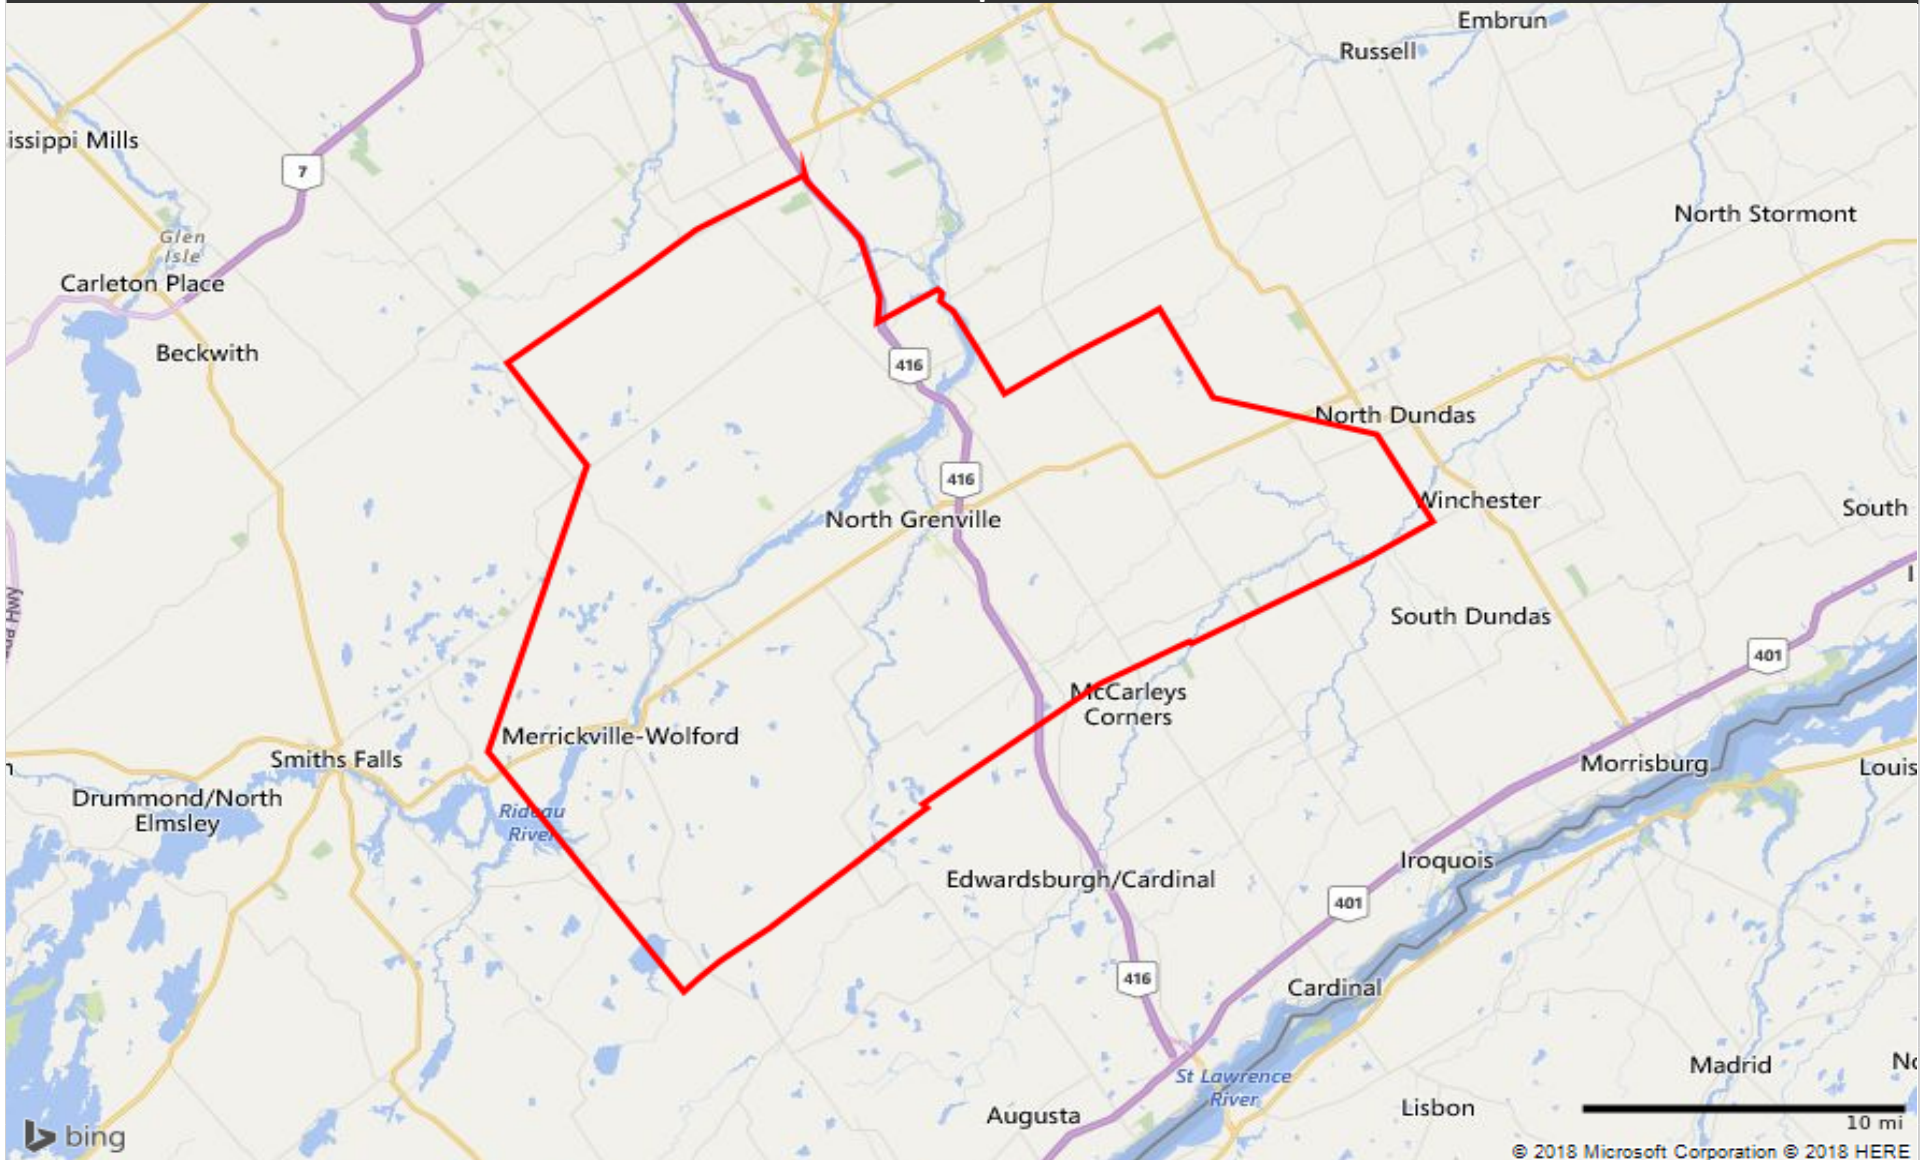 Embrun
Russell
issippi Mills
7
North Stormont
Glen
Isle
Carleton Place
Beckwith
416
North Dundas
416
Winchester
South
North Grenville
South Dundas
401
McCarleys
Corners
Merrickville-Wolford
Smiths Falls
Morrisburg
Louis
Drummond/North
Elmsley
Rideau
River
Iroquois
Edwardsburgh/Cardinal
401
416
Cardinal
Madrid
St Lawrence
River
Lisbon
Augusta
10 mi
bing
© 2018 Microsoft Corporation © 2018 HERE